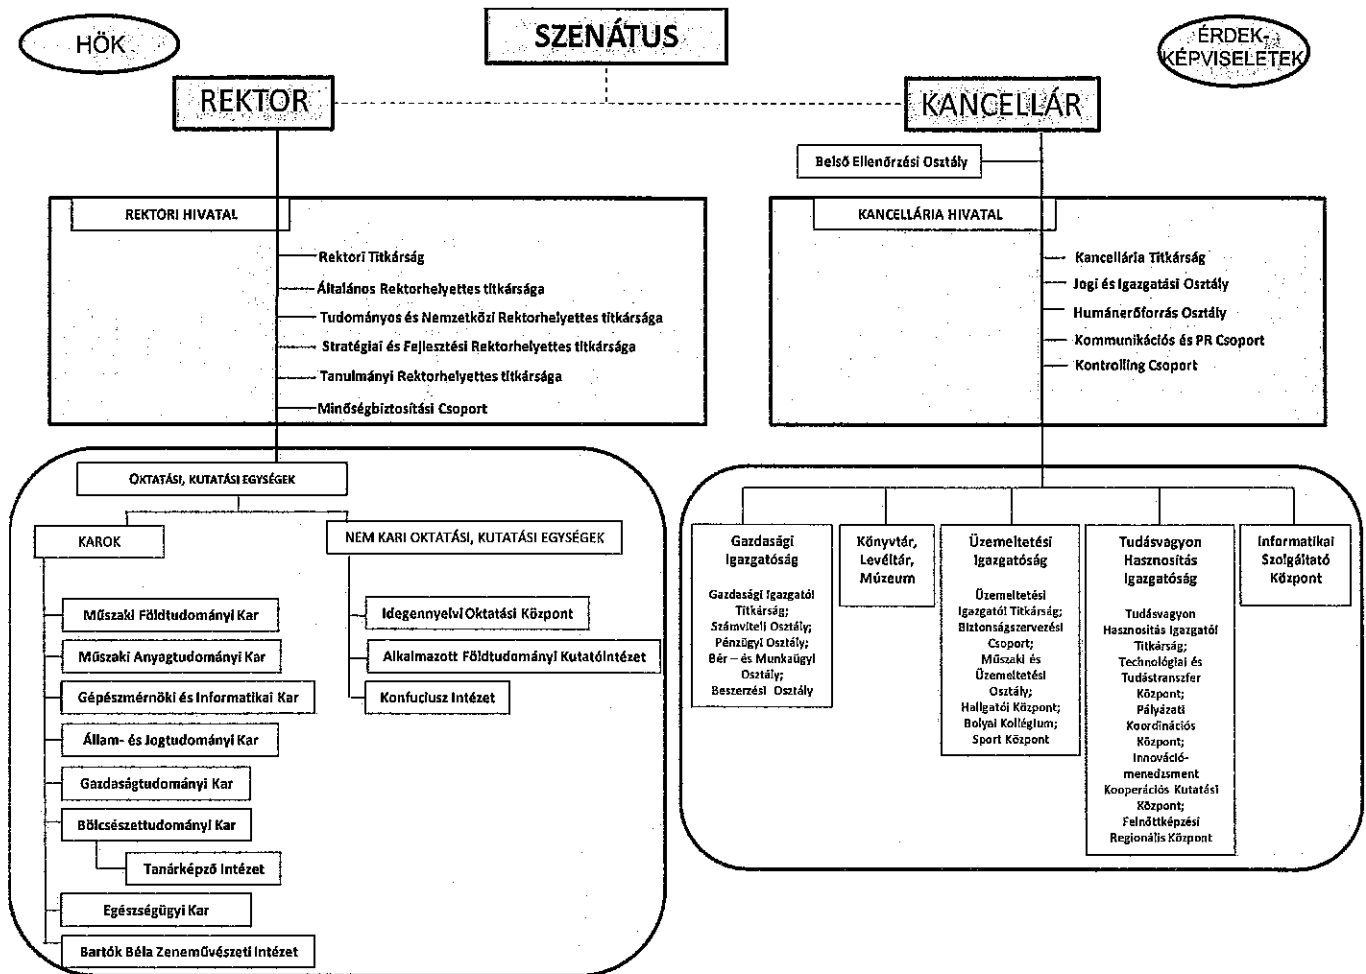 HÖK
SZENÁTUS
ÉRDEK-
KÉPVISELETEK
REKTOR
KANCELLÁR
Belső Ellenőrzési Osztály
REKTORI HIVATAL
Rektori Titkárság
Általános Rektorhelyettes titkársága
Tudományos és Nemzetközi Rektorhelyettes titkársága
Stratégiai és Fejlesztési Rektorhelyettes titkársága
Tanulmányi Rektorhelyettes titkársága
Minőségbiztosítási Csoport
KANCELLÁRIA HIVATAL
Kancellária Titkárság
Jogi és Igazgatási Osztály
Humánerőforrás Osztály
Kommunikációs és PR Csoport
Kontrolling Csoport
OKTATÁSI, KUTATÁSI EGYSÉGEK
KAROK
Műszaki Földtudományi Kar
Műszaki Anyagtudományi Kar
Gépészmérnöki és Informatikai Kar
Állam- és Jogtudományi Kar
Gazdaságtudományi Kar
Bölcsészettudományi Kar
Tanárképző Intézet
Egészségügyi Kar
Bartók Béla Zeneművészeti Intézet
NEM KARI OKTATÁSI, KUTATÁSI EGYSÉGEK
Idegennyelvi Oktatási Központ
Alkalmazott Földtudományi Kutatóintézet
Konfuciusz Intézet
Gazdasági
Igazgatóság
Gazdasági Igazgatói
Titkárság;
Számviteli Osztály;
Pénzügyi Osztály;
Bér – és Munkaügyi
Osztály;
Beszerzési Osztály
Könyvtár,
Levéltár,
Múzeum
Üzemeltetési
Igazgatóság
Üzemeltetési
Igazgatói Titkárság;
Biztonságszervezési
Csoport;
Műszaki és
Üzemeltetési
Osztály;
Hallgatói Központ;
Bolyai Kollégium;
Sport Központ
Tudásvagyon
Hasznosítás
Igazgatóság
Tudásvagyon
Hasznosítás Igazgatói
Titkárság;
Technológiai és
Tudástranszfer
Központ;
Pályázati
Koordinációs
Központ;
Innováció-
menedzsment
Kooperációs Kutatási
Központ;
Felnőttképzési
Regionális Központ
Informatikai
Szolgáltató
Központ